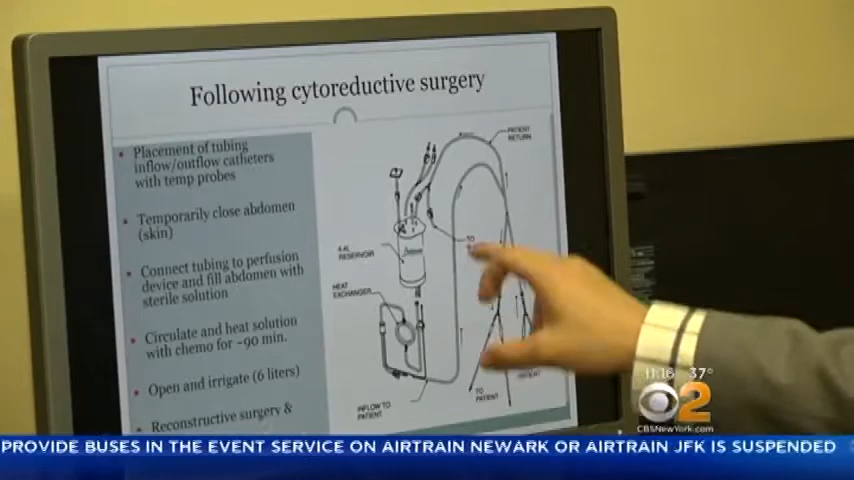 Following cytoreductive surgery
Placement of tubing
inflow/outflow catheters
with temp probes
Temporarily close abdomen
(skin)
Connect tubing to perfusion
device and fill abdomen with
sterile solution
Circulate and heat solution
with chemo for ~90 min.
Open and irrigate (6 liters)
Reconstructive surgery &
PATIENT
RETURN
TO
RESERVOIR
HEAT
EXCHANGER
INFLOW TO
PATIENT
TO
PATIENT
PATIENT
11:16 37°
2
CBSNewYork.com
PROVIDE BUSES IN THE EVENT SERVICE ON AIRTRAIN NEWARK OR AIRTRAIN JFK IS SUSPENDED